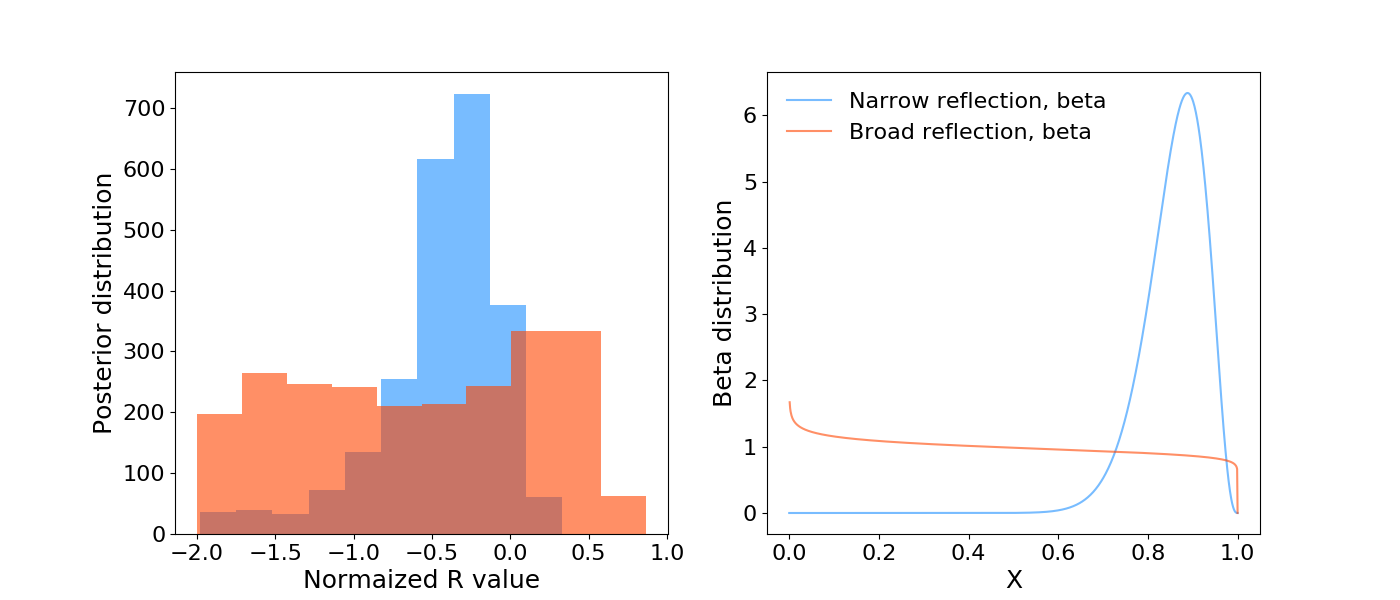 Posterior distribution
700
600
500
400
300
200
100
0
−2.0 −1.5 −1.0 −0.5 0.0 0.5 1.0
Normaized R value
Beta distribution
6
5
4
3
2
1
0
Narrow reflection, beta
Broad reflection, beta
0.0 0.2 0.4 0.6 0.8 1.0
X